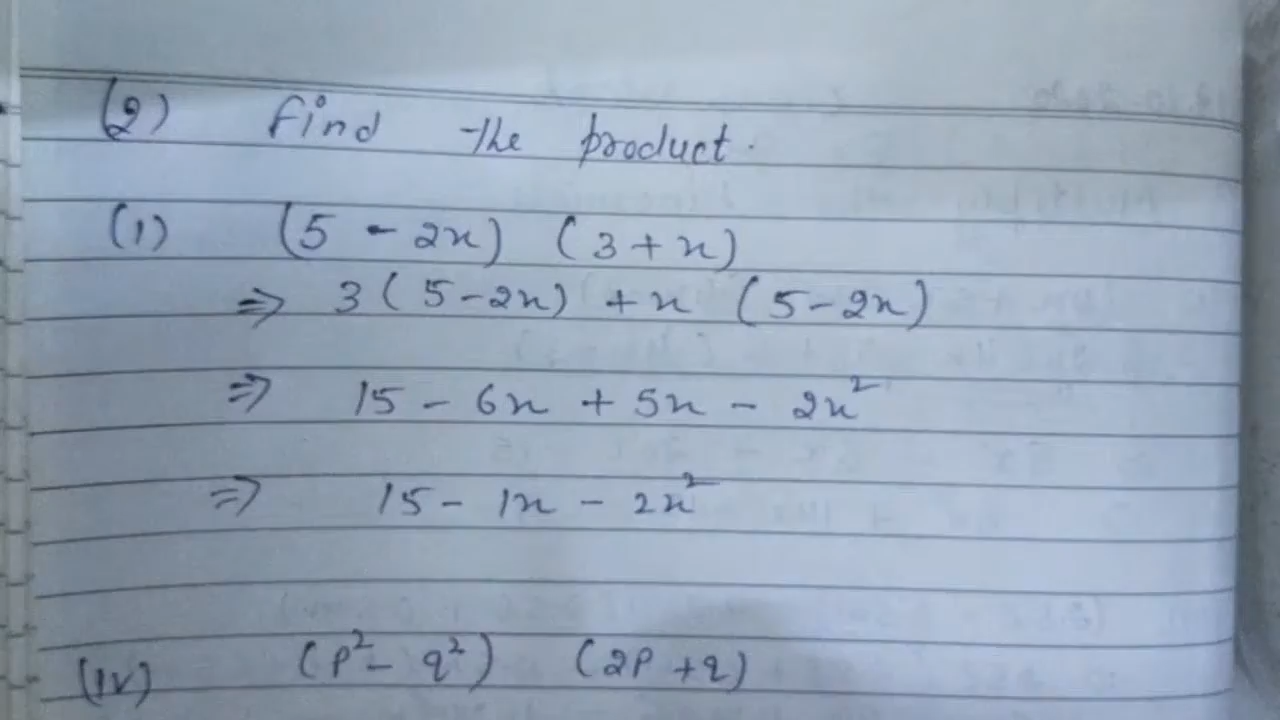 (2) Find the product.
(1) (5 - 2x) (3 + x)
⇒ 3 (5 - 2x) + x (5 - 2x)
⇒ 15 - 6x + 5x - 2x²
⇒ 15 - 1x - 2x²
(iv) (p² - q²) (2p + q)